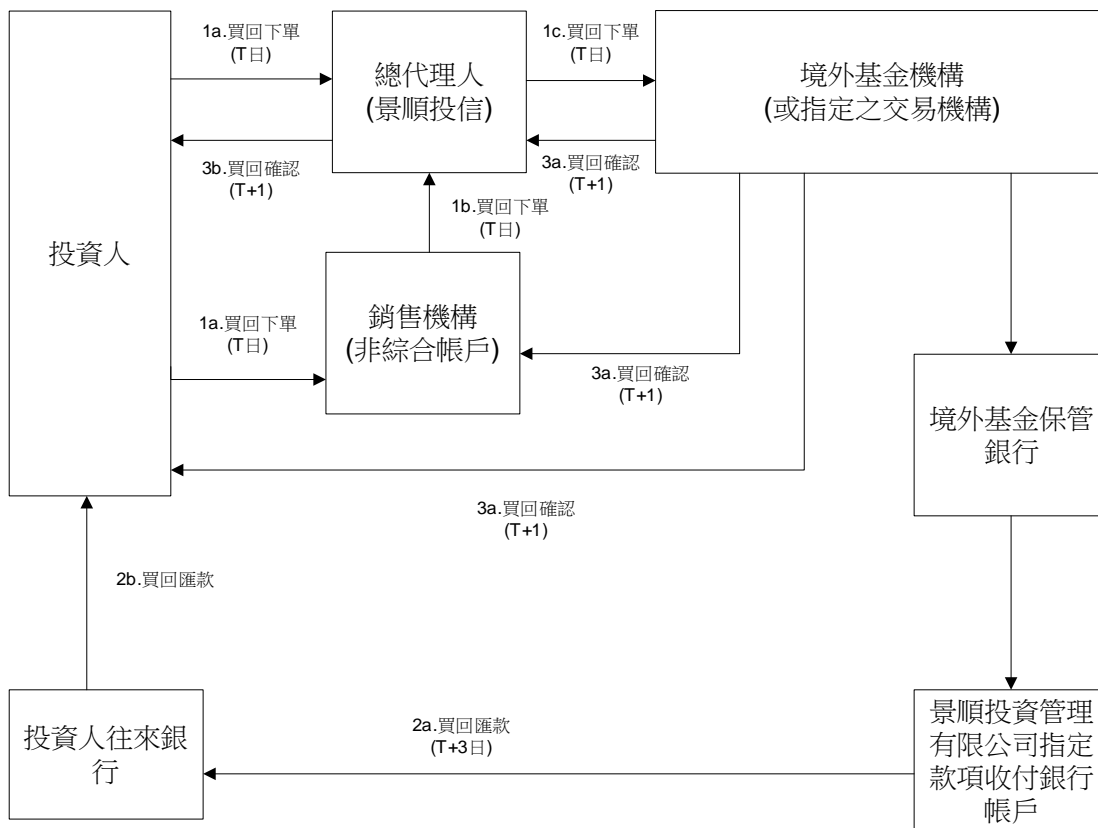 1a.買回下單
(T日)
1c.買回下單
(T日)
總代理人
(景順投信)
境外基金機構
(或指定之交易機構)
3b.買回確認
(T+1)
3a.買回確認
(T+1)
1b.買回下單
(T日)
投資人
銷售機構
(非綜合帳戶)
1a.買回下單
(T日)
3a.買回確認
(T+1)
境外基金保管
銀行
3a.買回確認
(T+1)
2b.買回匯款
投資人往來銀
行
2a.買回匯款
(T+3日)
景順投資管理
有限公司指定
款項收付銀行
帳戶